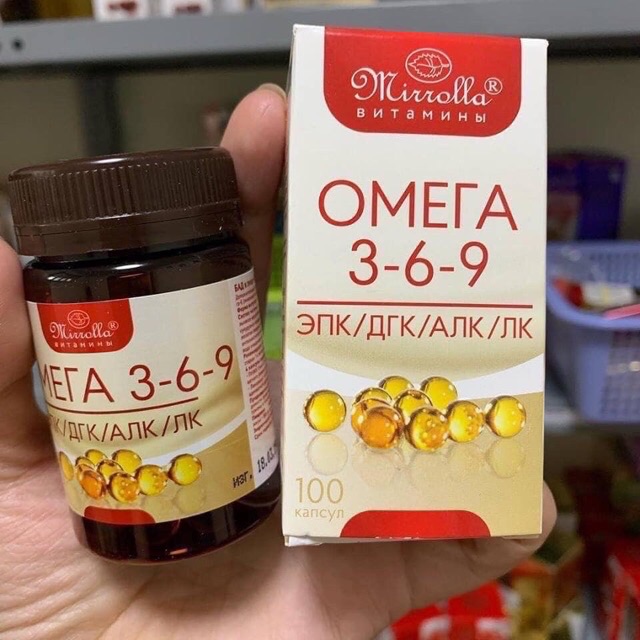 Mirrolla®
витамины
ОМЕГА
3-6-9
ЭПК/ДГК/АЛК/ЛК
100
капсул
Mirrolla®
витамины
МЕГА 3-6-9
К/ДГК/АЛК/ЛК
изг.